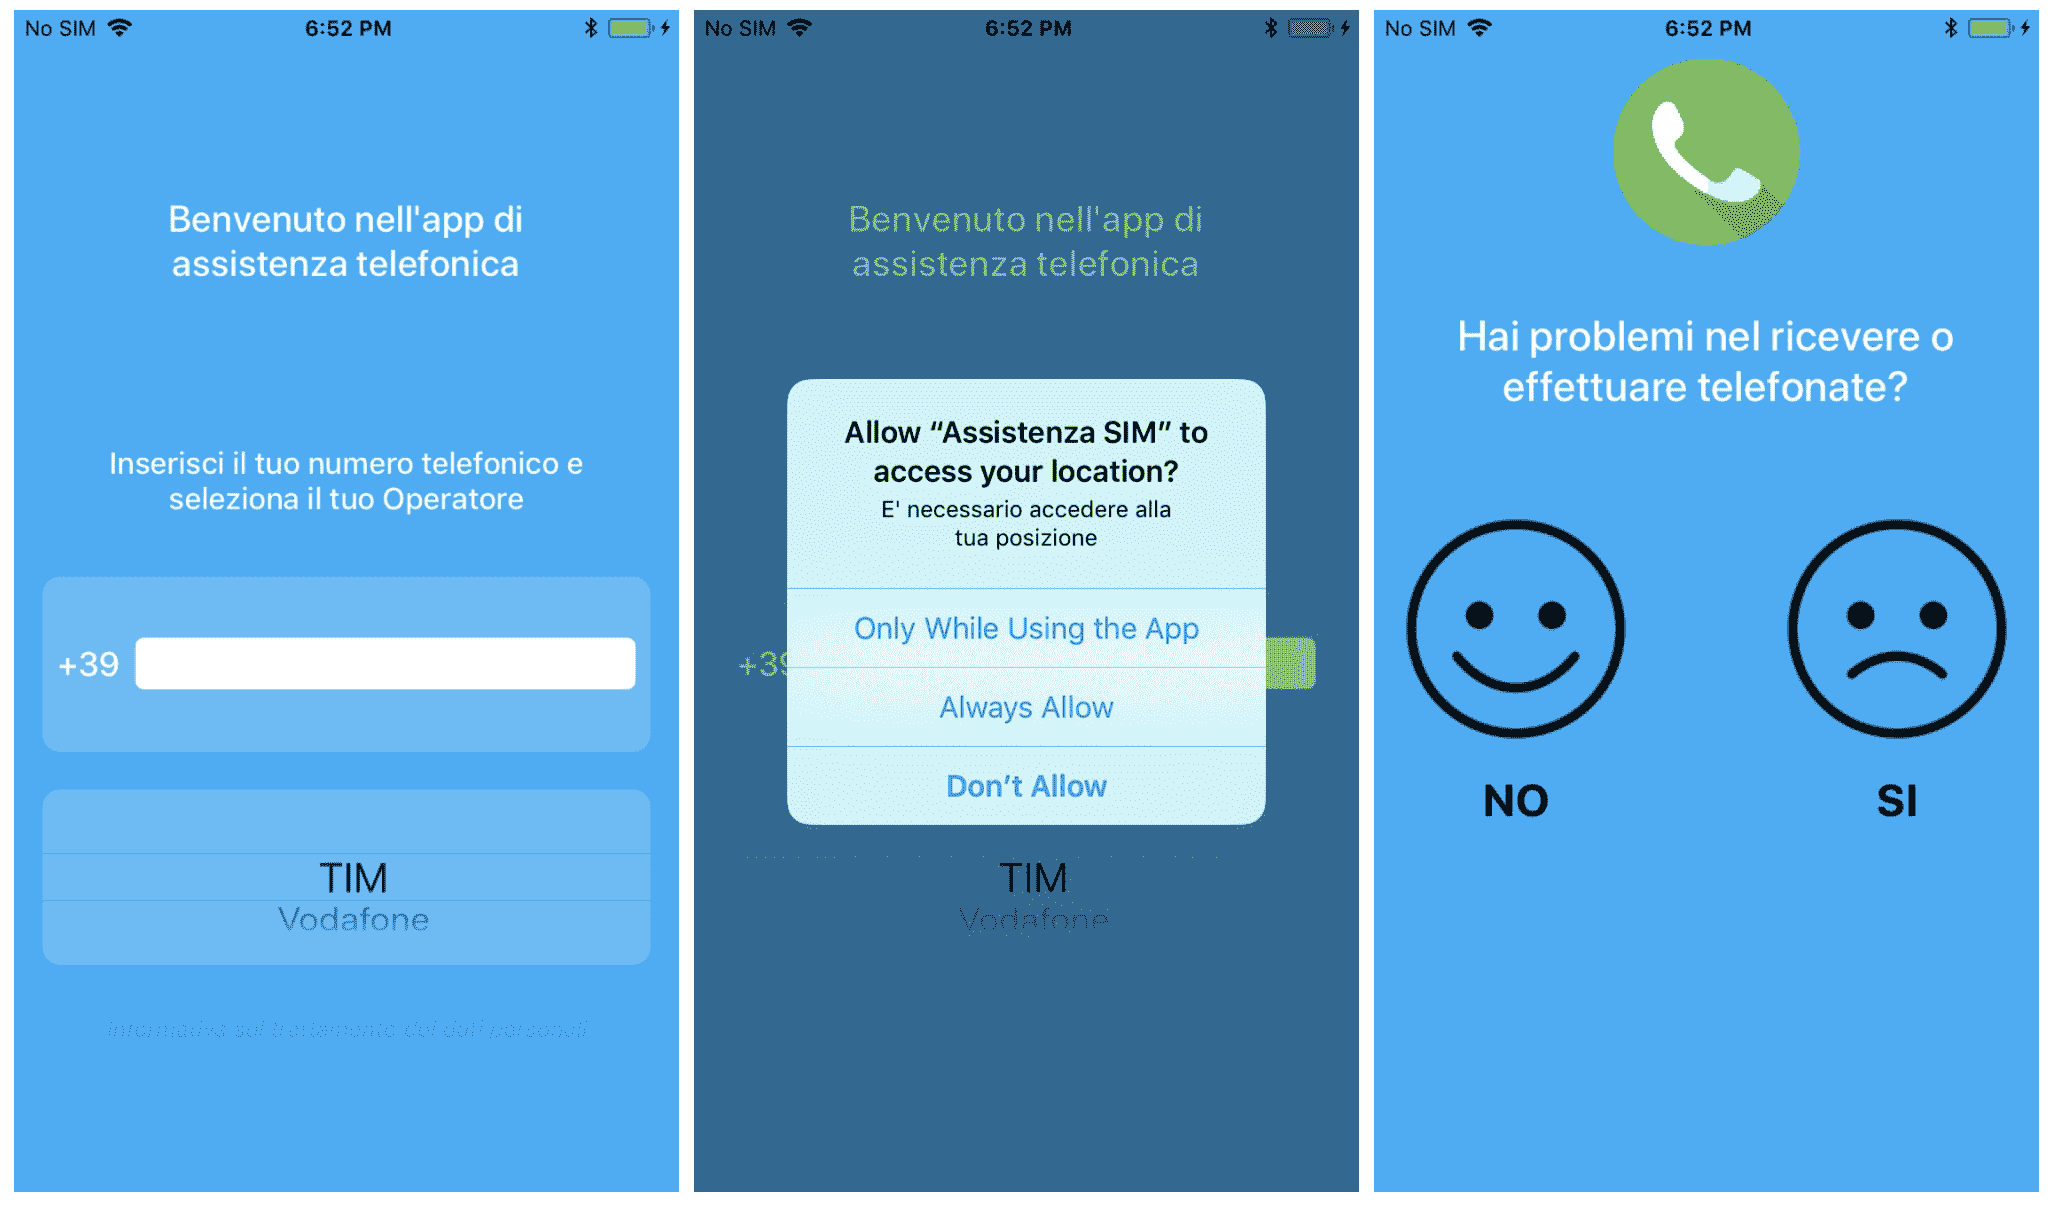 No SIM 6:52 PM
Benvenuto nell'app di
assistenza telefonica
Inserisci il tuo numero telefonico e
seleziona il tuo Operatore
+39
TIM
Vodafone
Informativa sul trattamento dei dati personali
No SIM 6:52 PM
Benvenuto nell'app di
assistenza telefonica
Allow “Assistenza SIM” to
access your location?
E' necessario accedere alla
tua posizione
+39
Only While Using the App
Always Allow
Don’t Allow
TIM
Vodafone
No SIM 6:52 PM
Hai problemi nel ricevere o
effettuare telefonate?
NO SI